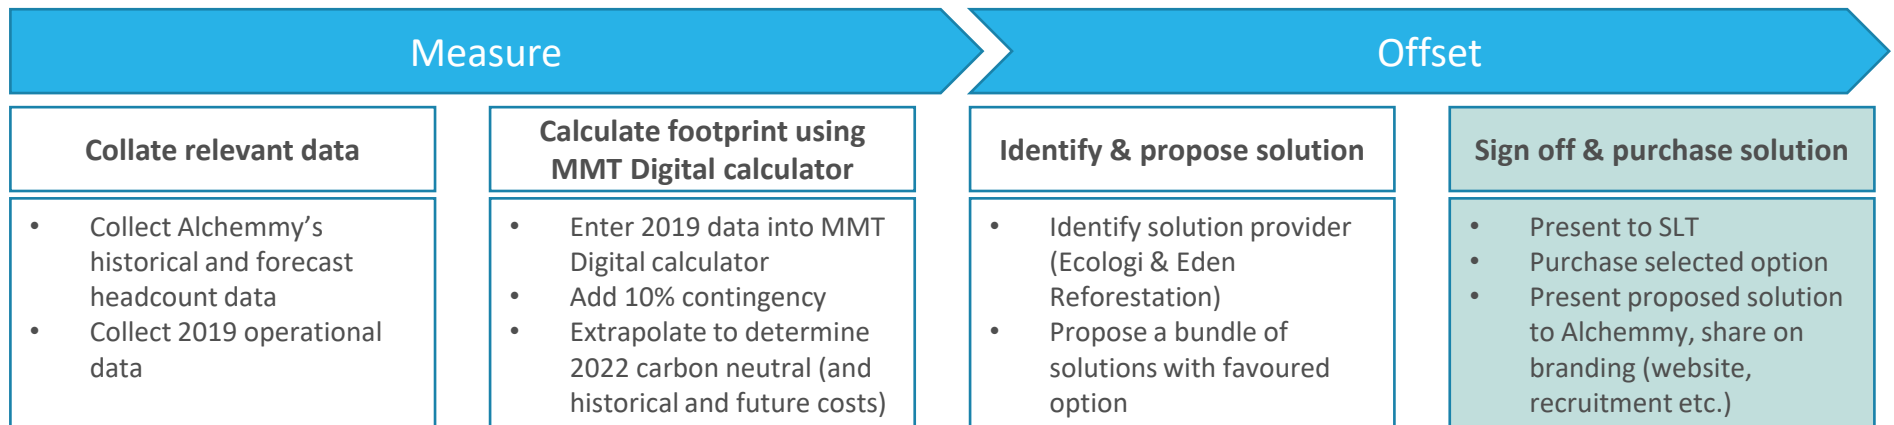 Measure
Offset
Collate relevant data
Calculate footprint using
MMT Digital calculator
Identify & propose solution
Sign off & purchase solution
• Collect Alchemmy’s
historical and forecast
headcount data
• Collect 2019 operational
data
• Enter 2019 data into MMT
Digital calculator
• Add 10% contingency
• Extrapolate to determine
2022 carbon neutral (and
historical and future costs)
• Identify solution provider
(Ecologi & Eden
Reforestation)
• Propose a bundle of
solutions with favoured
option
• Present to SLT
• Purchase selected option
• Present proposed solution
to Alchemmy, share on
branding (website,
recruitment etc.)